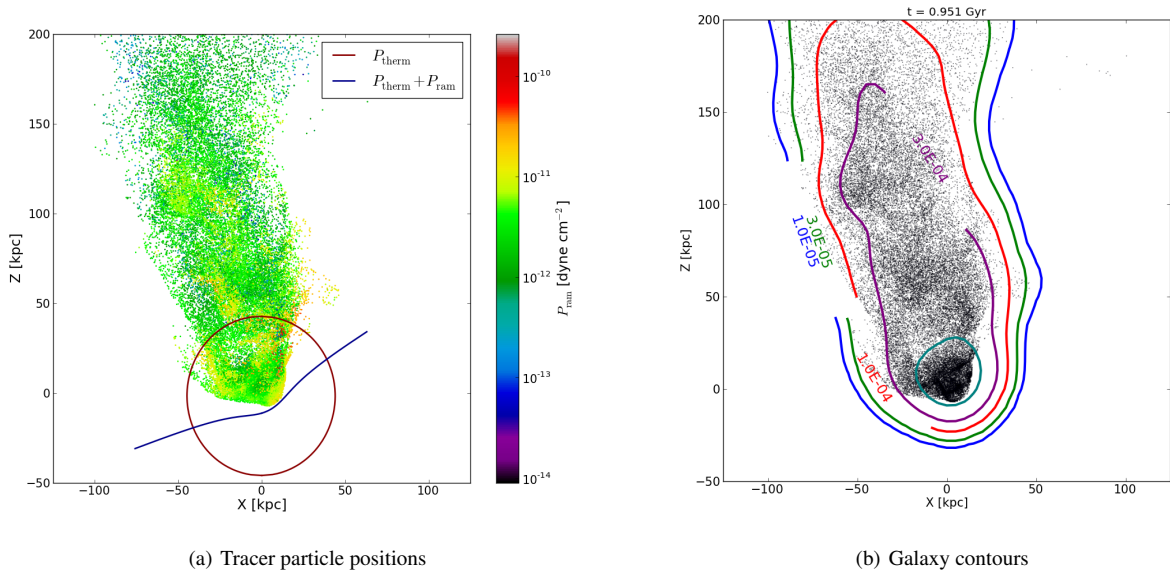 200
150
100
50
0
−50
Z [kpc]
−100 −50 0 50 100
X [kpc]
P_therm
P_therm + P_ram
10^-10
10^-11
10^-12
10^-13
10^-14
P_ram [dyne cm^-2]
(a) Tracer particle positions
t = 0.951 Gyr
200
150
100
50
0
−50
Z [kpc]
−100 −50 0 50 100
X [kpc]
3.0E-04
3.0E-05
1.0E-05
1.0E-04
(b) Galaxy contours